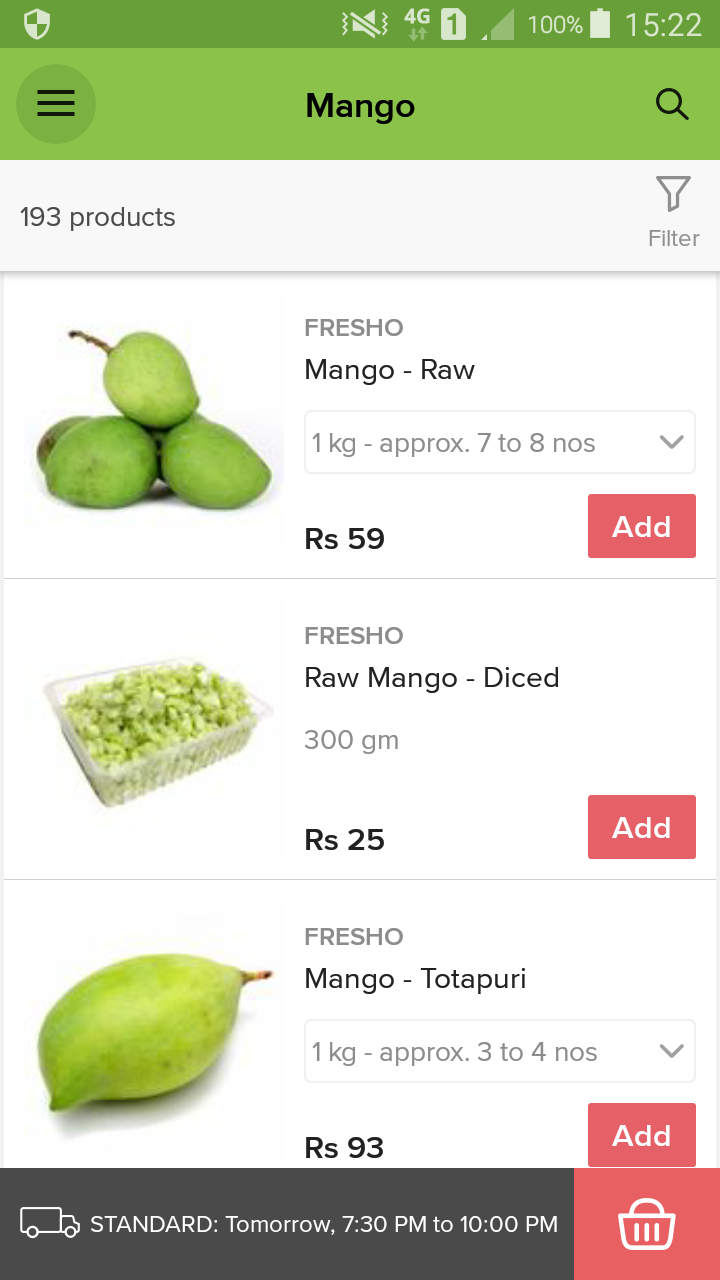 4G 1 100% 15:22
Mango
193 products
Filter
FRESHO
Mango - Raw
1 kg - approx. 7 to 8 nos
Rs 59
Add
FRESHO
Raw Mango - Diced
300 gm
Rs 25
Add
FRESHO
Mango - Totapuri
1 kg - approx. 3 to 4 nos
Rs 93
Add
STANDARD: Tomorrow, 7:30 PM to 10:00 PM